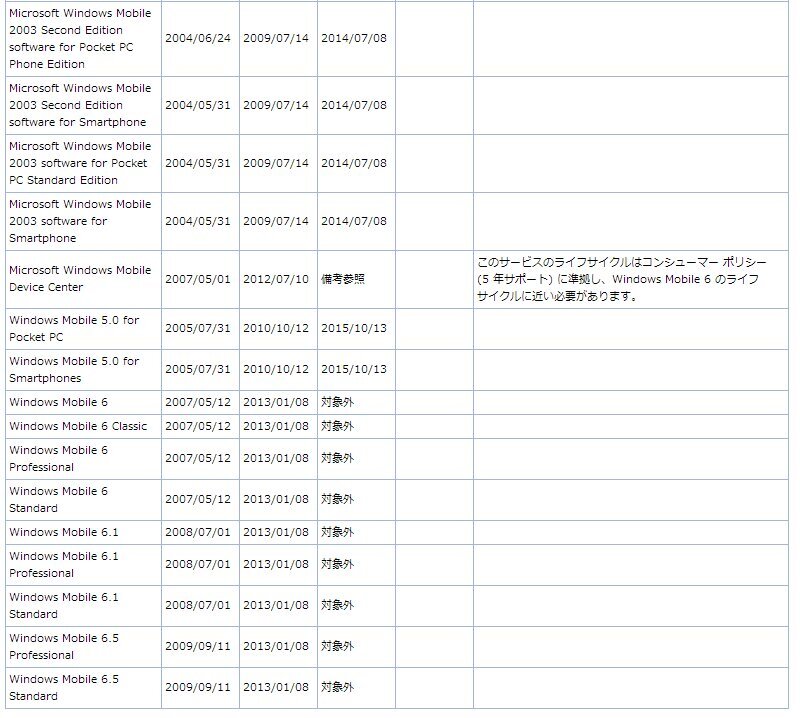 Microsoft Windows Mobile
2003 Second Edition
software for Pocket PC
Phone Edition
2004/06/24 2009/07/14 2014/07/08
Microsoft Windows Mobile
2003 Second Edition
software for Smartphone
2004/05/31 2009/07/14 2014/07/08
Microsoft Windows Mobile
2003 software for Pocket
PC Standard Edition
2004/05/31 2009/07/14 2014/07/08
Microsoft Windows Mobile
2003 software for
Smartphone
2004/05/31 2009/07/14 2014/07/08
Microsoft Windows Mobile
Device Center
2007/05/01 2012/07/10 備考参照
このサービスのライフサイクルはコンシューマー ポリシー
(5 年サポート) に準拠し、Windows Mobile 6 のライフ
サイクルに近い必要があります。
Windows Mobile 5.0 for
Pocket PC
2005/07/31 2010/10/12 2015/10/13
Windows Mobile 5.0 for
Smartphones
2005/07/31 2010/10/12 2015/10/13
Windows Mobile 6 2007/05/12 2013/01/08 対象外
Windows Mobile 6 Classic 2007/05/12 2013/01/08 対象外
Windows Mobile 6
Professional
2007/05/12 2013/01/08 対象外
Windows Mobile 6
Standard
2007/05/12 2013/01/08 対象外
Windows Mobile 6.1 2008/07/01 2013/01/08 対象外
Windows Mobile 6.1
Professional
2008/07/01 2013/01/08 対象外
Windows Mobile 6.1
Standard
2008/07/01 2013/01/08 対象外
Windows Mobile 6.5
Professional
2009/09/11 2013/01/08 対象外
Windows Mobile 6.5
Standard
2009/09/11 2013/01/08 対象外